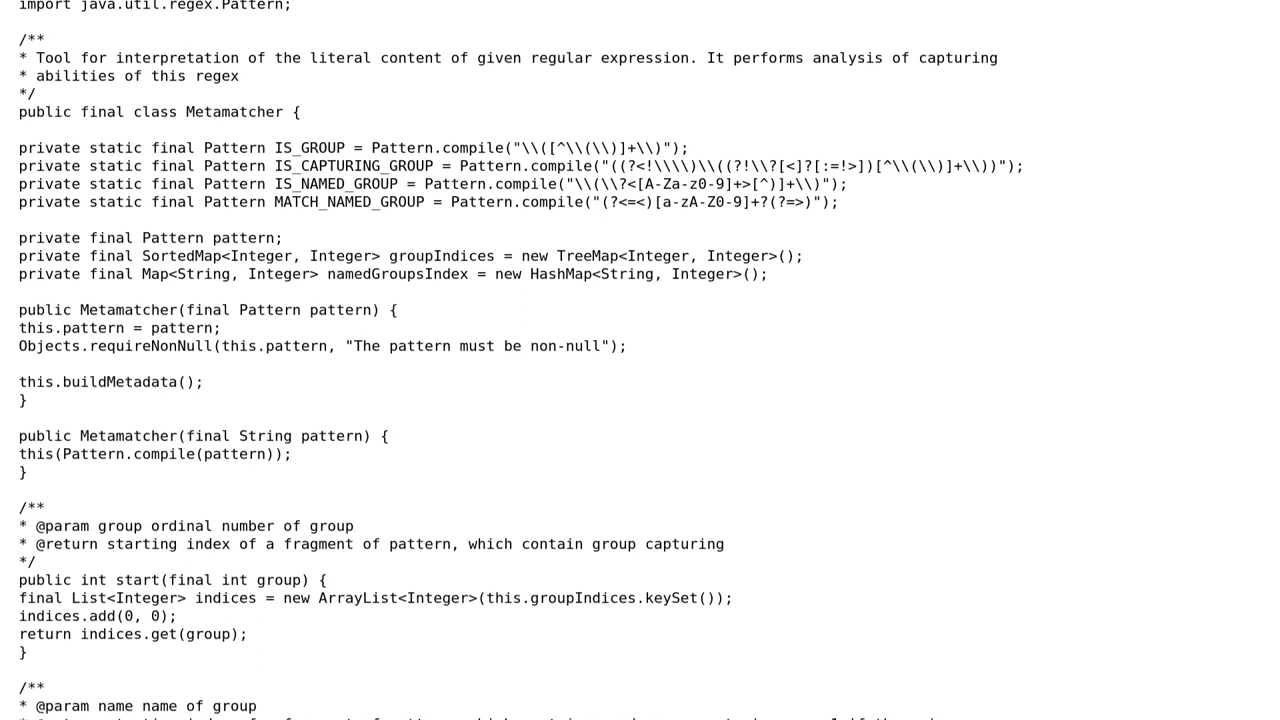 import java.util.regex.Pattern;
/**
* Tool for interpretation of the literal content of given regular expression. It performs analysis of capturing
* abilities of this regex
*/
public final class Metamatcher {
private static final Pattern IS_GROUP = Pattern.compile("\\([^\\(\\)]+\\)");
private static final Pattern IS_CAPTURING_GROUP = Pattern.compile("((?<!\\\\)\\((?!\\?[<]?[:=!>])[^\\(\\)]+\\))");
private static final Pattern IS_NAMED_GROUP = Pattern.compile("\\(\\?<[A-Za-z0-9]+>[^)]+\\)");
private static final Pattern MATCH_NAMED_GROUP = Pattern.compile("(?<=<)[a-zA-Z0-9]+?(?=>)");
private final Pattern pattern;
private final SortedMap<Integer, Integer> groupIndices = new TreeMap<Integer, Integer>();
private final Map<String, Integer> namedGroupsIndex = new HashMap<String, Integer>();
public Metamatcher(final Pattern pattern) {
this.pattern = pattern;
Objects.requireNonNull(this.pattern, "The pattern must be non-null");
this.buildMetadata();
}
public Metamatcher(final String pattern) {
this(Pattern.compile(pattern));
}
/**
* @param group ordinal number of group
* @return starting index of a fragment of pattern, which contain group capturing
*/
public int start(final int group) {
final List<Integer> indices = new ArrayList<Integer>(this.groupIndices.keySet());
indices.add(0, 0);
return indices.get(group);
}
/**
* @param name name of group